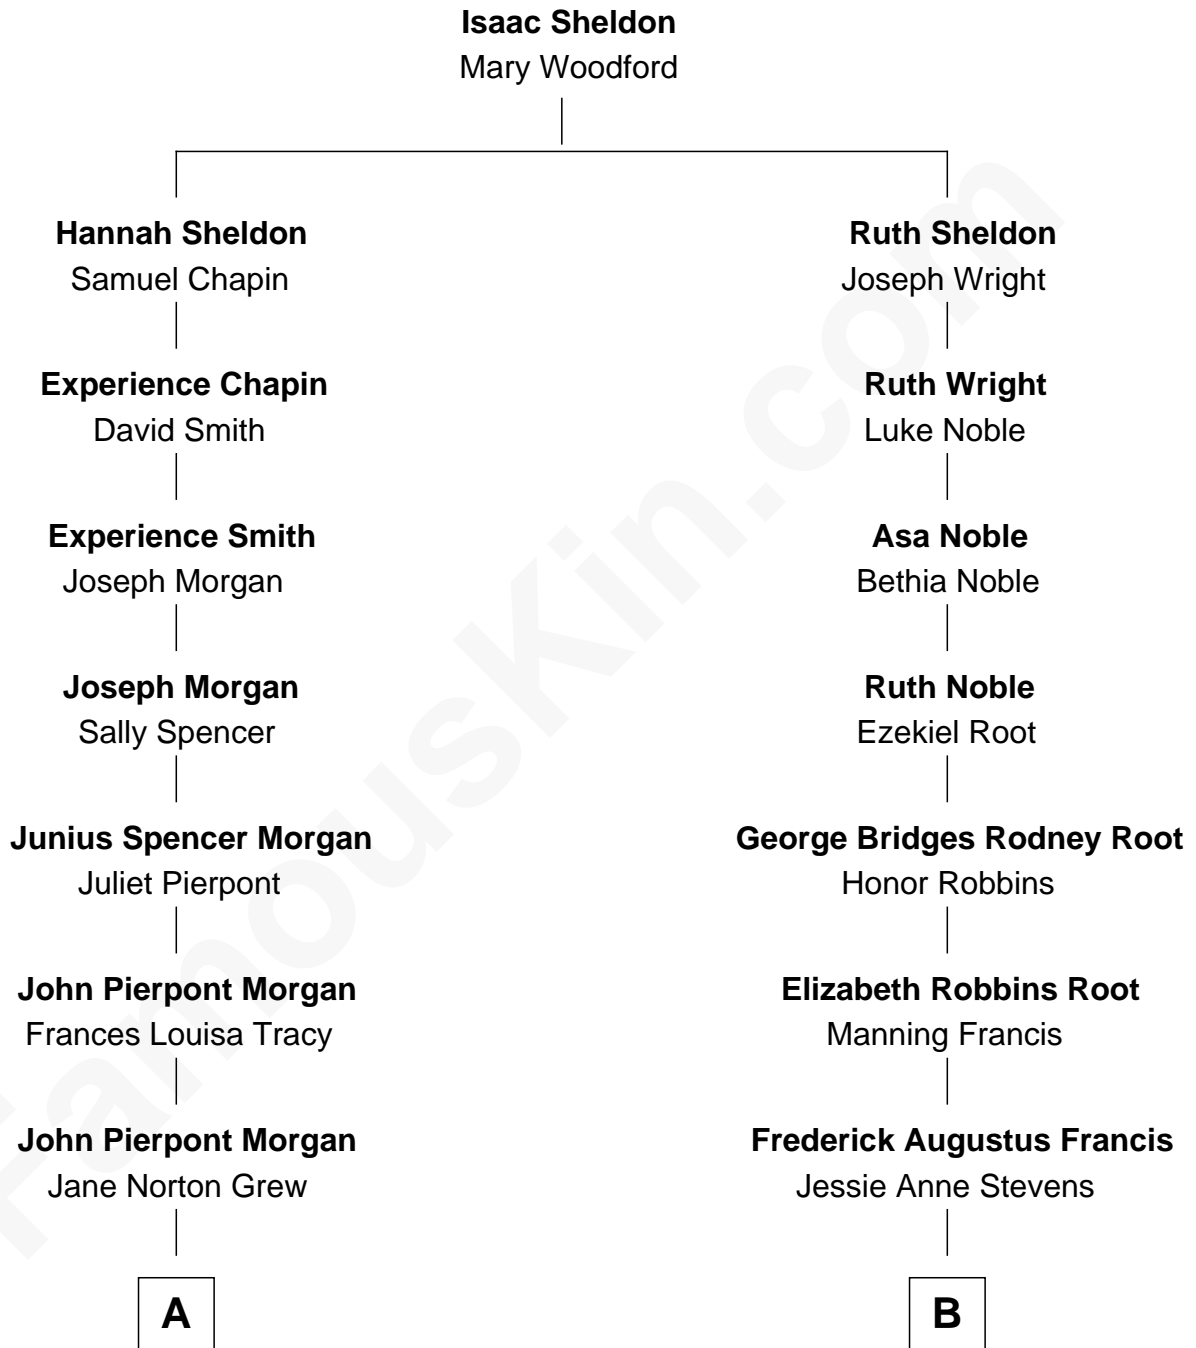 Isaac Sheldon
Mary Woodford
Hannah Sheldon
Samuel Chapin
Experience Chapin
David Smith
Experience Smith
Joseph Morgan
Joseph Morgan
Sally Spencer
Junius Spencer Morgan
Juliet Pierpont
John Pierpont Morgan
Frances Louisa Tracy
John Pierpont Morgan
Jane Norton Grew
A
Ruth Sheldon
Joseph Wright
Ruth Wright
Luke Noble
Asa Noble
Bethia Noble
Ruth Noble
Ezekiel Root
George Bridges Rodney Root
Honor Robbins
Elizabeth Robbins Root
Manning Francis
Frederick Augustus Francis
Jessie Anne Stevens
B
FamousKin.com